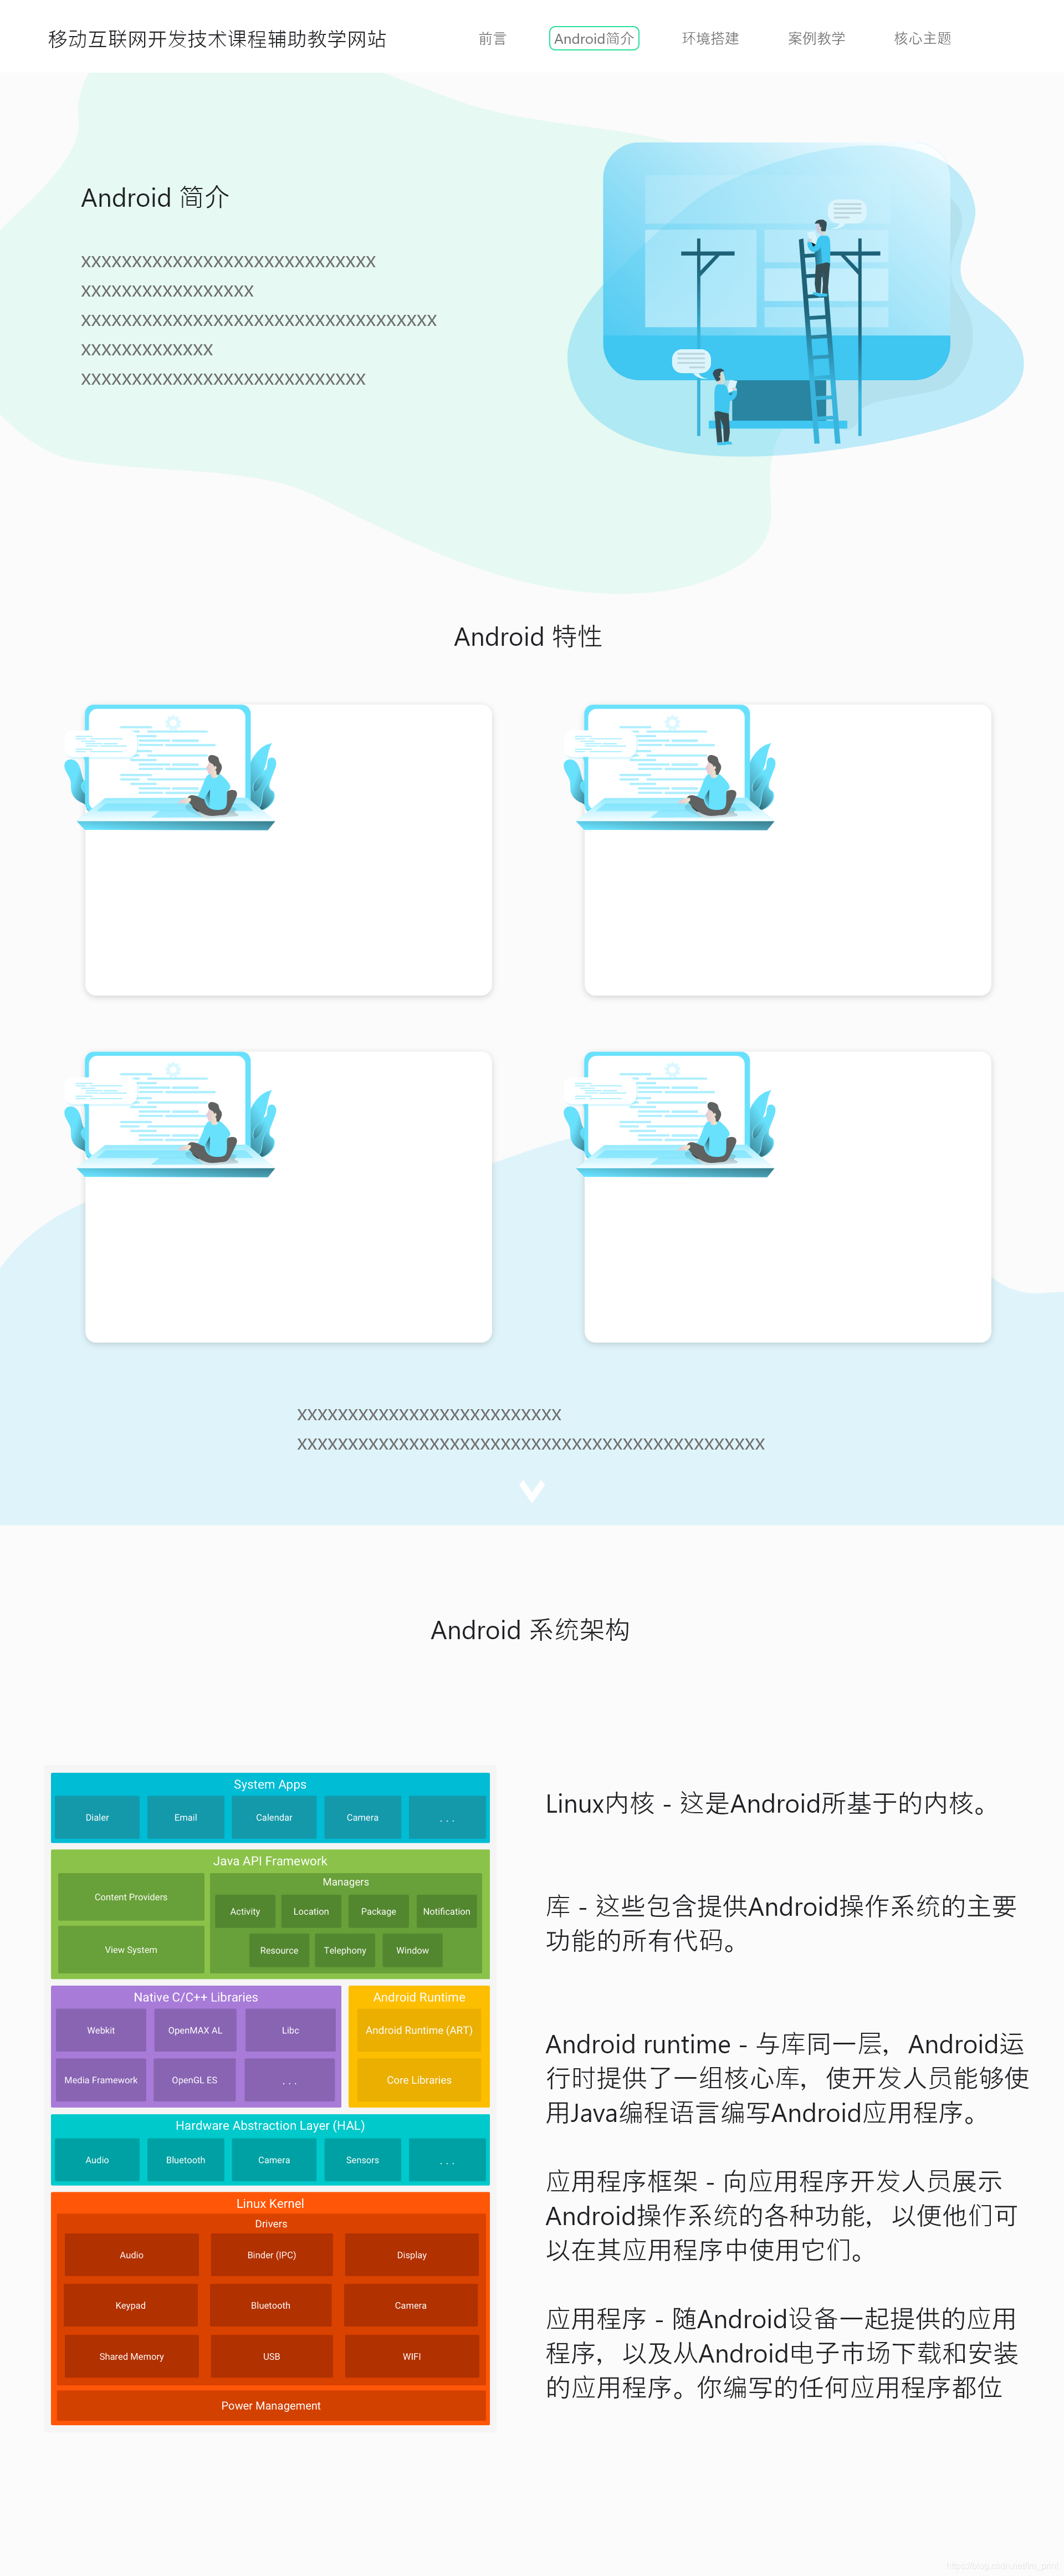 移动互联网开发技术课程辅助教学网站
前言 Android简介 环境搭建 案例教学 核心主题
Android 简介
XXXXXXXXXXXXXXXXXXXXXXXXXXXXX
XXXXXXXXXXXXXXXXX
XXXXXXXXXXXXXXXXXXXXXXXXXXXXXXXXXXX
XXXXXXXXXXXXX
XXXXXXXXXXXXXXXXXXXXXXXXXXXX
Android 特性
XXXXXXXXXXXXXXXXXXXXXXXXXX
XXXXXXXXXXXXXXXXXXXXXXXXXXXXXXXXXXXXXXXXXXXXXX
Android 系统架构
System Apps
Dialer Email Calendar Camera . . .
Java API Framework
Content Providers
View System
Managers
Activity Location Package Notification
Resource Telephony Window
Native C/C++ Libraries
Webkit OpenMAX AL Libc
Media Framework OpenGL ES . . .
Android Runtime
Android Runtime (ART)
Core Libraries
Hardware Abstraction Layer (HAL)
Audio Bluetooth Camera Sensors . . .
Linux Kernel
Drivers
Audio Binder (IPC) Display
Keypad Bluetooth Camera
Shared Memory USB WIFI
Power Management
Linux内核 - 这是Android所基于的内核。
库 - 这些包含提供Android操作系统的主要
功能的所有代码。
Android runtime - 与库同一层，Android运
行时提供了一组核心库，使开发人员能够使
用Java编程语言编写Android应用程序。
应用程序框架 - 向应用程序开发人员展示
Android操作系统的各种功能，以便他们可
以在其应用程序中使用它们。
应用程序 - 随Android设备一起提供的应用
程序，以及从Android电子市场下载和安装
的应用程序。你编写的任何应用程序都位